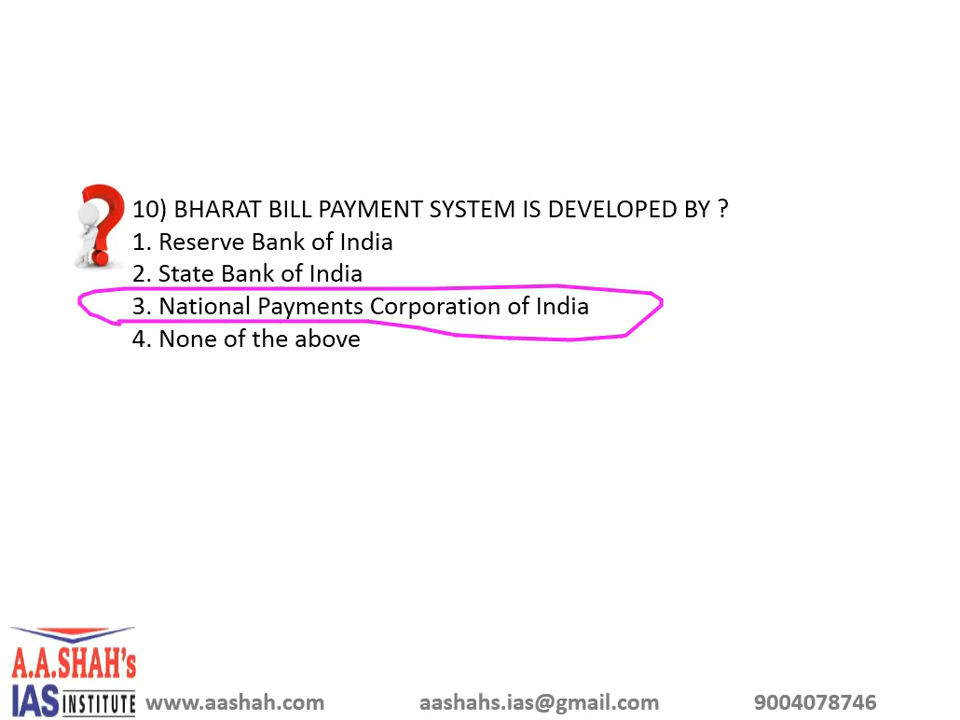 10) BHARAT BILL PAYMENT SYSTEM IS DEVELOPED BY ?
1. Reserve Bank of India
2. State Bank of India
3. National Payments Corporation of India
4. None of the above
A.A.SHAH's
IAS INSTITUTE
www.aashah.com aashahs.ias@gmail.com 9004078746